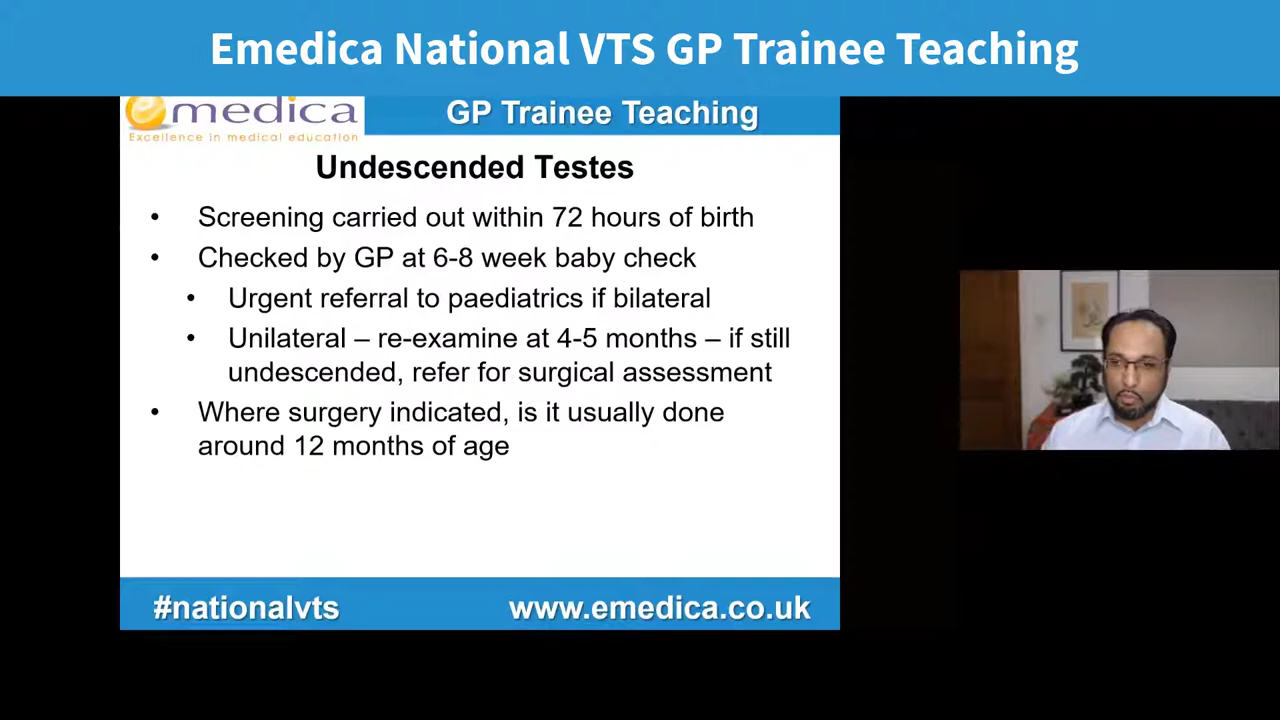 Emedica National VTS GP Trainee Teaching
emedica
Excellence in medical education
GP Trainee Teaching
Undescended Testes
• Screening carried out within 72 hours of birth
• Checked by GP at 6-8 week baby check
• Urgent referral to paediatrics if bilateral
• Unilateral – re-examine at 4-5 months – if still
undescended, refer for surgical assessment
• Where surgery indicated, is it usually done
around 12 months of age
#nationalvts
www.emedica.co.uk